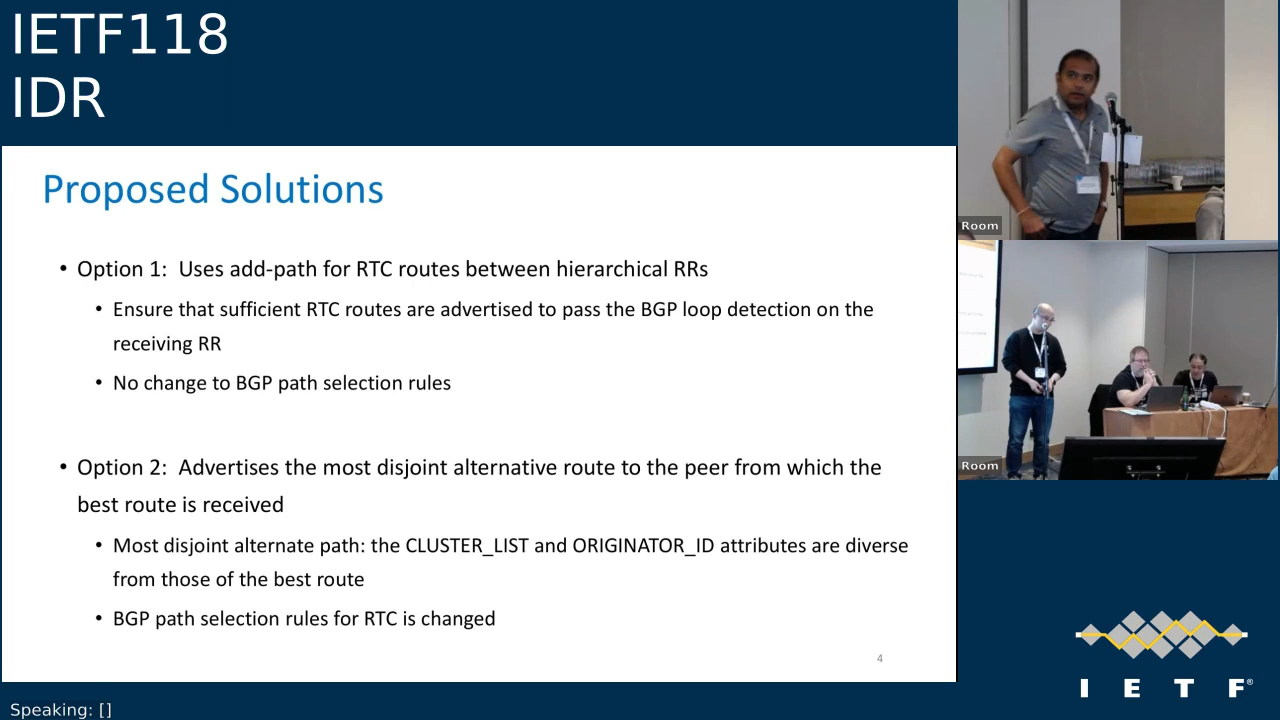 IETF118
IDR
Proposed Solutions
• Option 1: Uses add-path for RTC routes between hierarchical RRs
• Ensure that sufficient RTC routes are advertised to pass the BGP loop detection on the
receiving RR
• No change to BGP path selection rules
• Option 2: Advertises the most disjoint alternative route to the peer from which the
best route is received
• Most disjoint alternate path: the CLUSTER_LIST and ORIGINATOR_ID attributes are diverse
from those of the best route
• BGP path selection rules for RTC is changed
4
Room
Room
I E T F®
Speaking: []